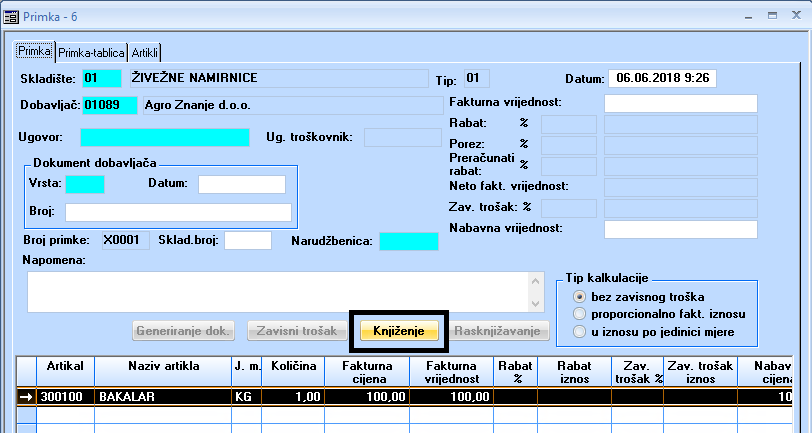 Primka - 6
Primka Primka-tablica Artikli
Skladište: 01 ŽIVEŽNE NAMIRNICE Tip: 01 Datum: 06.06.2018 9:26
Dobavljač: 01089 Agro Znanje d.o.o. Fakturna vrijednost:
Rabat: %
Ugovor: Ug. troškovnik: Porez: %
Preračunati rabat: %
Dokument dobavljača
Vrsta: Datum: Neto fakt. vrijednost:
Broj: Zav. trošak: %
Broj primke: X0001 Sklad.broj: Narudžbenica: Nabavna vrijednost:
Napomena:
Tip kalkulacije
bez zavisnog troška
proporcionalno fakt. iznosu
u iznosu po jedinici mjere
Generiranje dok. Zavisni trošak Knjiženje Rasknjižavanje
Artikal Naziv artikla J. m. Količina Fakturna cijena Fakturna vrijednost Rabat % Rabat iznos Zav. trošak % Zav. trošak iznos Nabav cijena
300100 BAKALAR KG 1,00 100,00 100,00 10